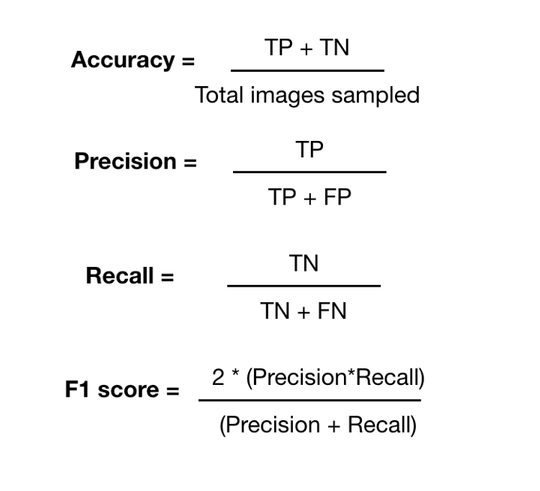 Accuracy = TP + TN
Total images sampled
Precision = TP
TP + FP
Recall = TN
TN + FN
F1 score = 2 * (Precision*Recall)
(Precision + Recall)